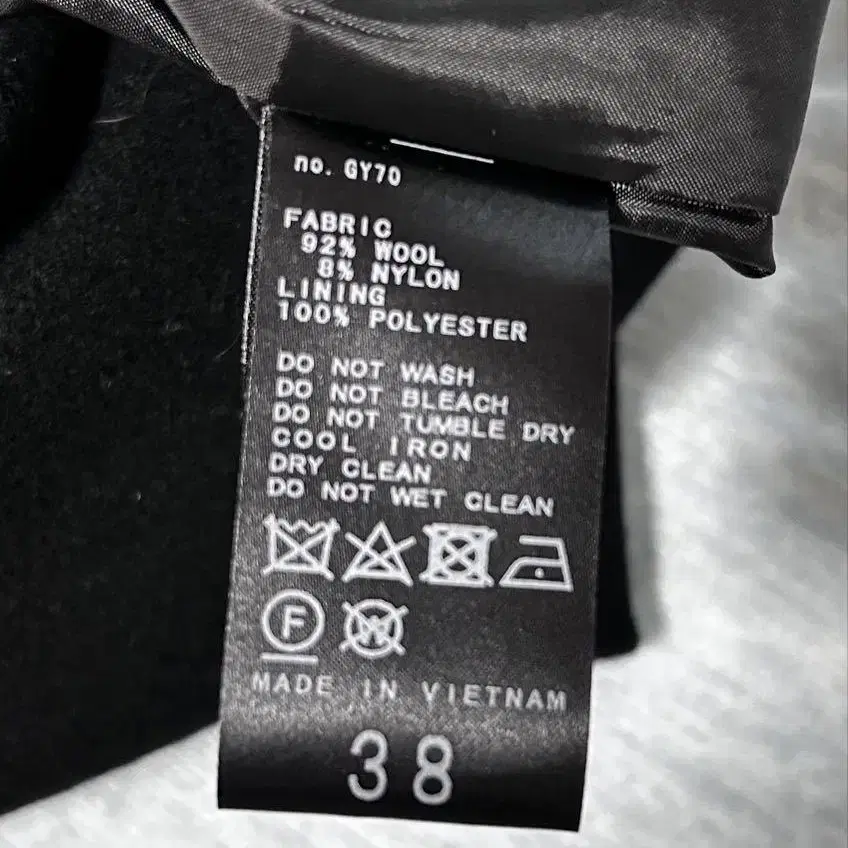 no. GY70
FABRIC
92% WOOL
8% NYLON
LINING
100% POLYESTER
DO NOT WASH
DO NOT BLEACH
DO NOT TUMBLE DRY
COOL IRON
DRY CLEAN
DO NOT WET CLEAN
F W
MADE IN VIETNAM
38